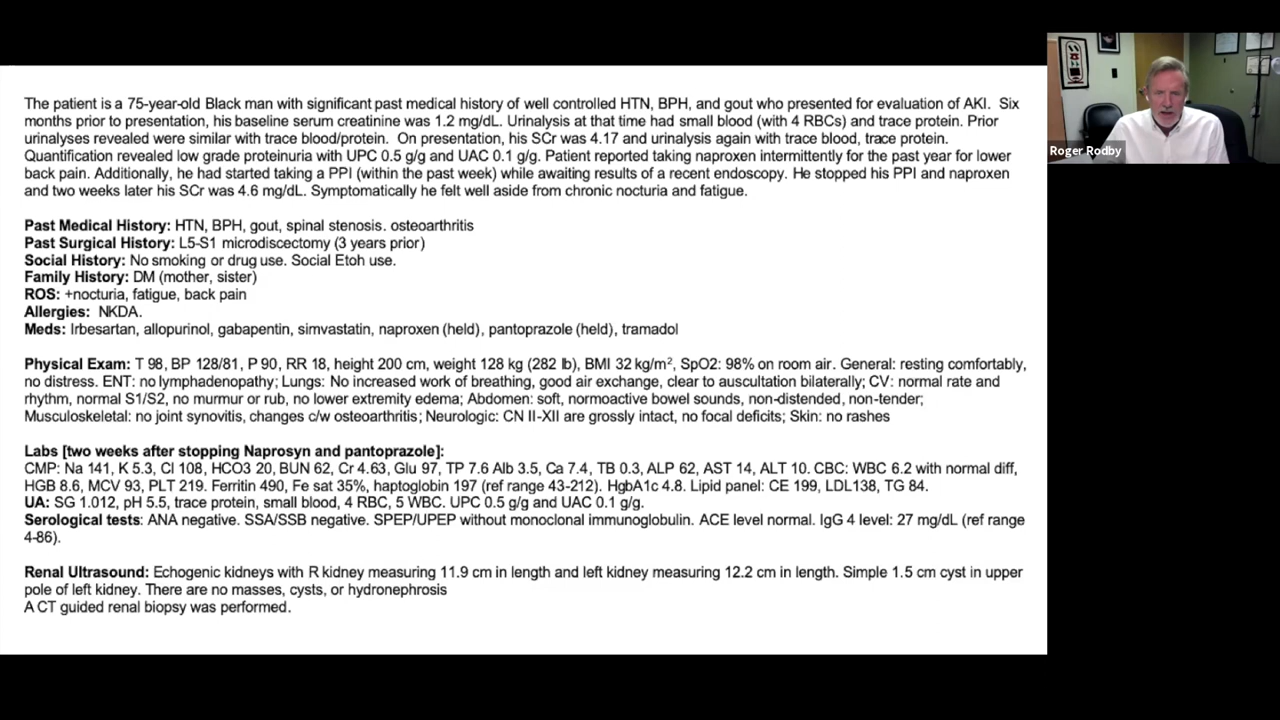 The patient is a 75-year-old Black man with significant past medical history of well controlled HTN, BPH, and gout who presented for evaluation of AKI. Six
months prior to presentation, his baseline serum creatinine was 1.2 mg/dL. Urinalysis at that time had small blood (with 4 RBCs) and trace protein. Prior
urinalyses revealed were similar with trace blood/protein. On presentation, his SCr was 4.17 and urinalysis again with trace blood, trace protein.
Quantification revealed low grade proteinuria with UPC 0.5 g/g and UAC 0.1 g/g. Patient reported taking naproxen intermittently for the past year for lower
back pain. Additionally, he had started taking a PPI (within the past week) while awaiting results of a recent endoscopy. He stopped his PPI and naproxen
and two weeks later his SCr was 4.6 mg/dL. Symptomatically he felt well aside from chronic nocturia and fatigue.
Past Medical History: HTN, BPH, gout, spinal stenosis. osteoarthritis
Past Surgical History: L5-S1 microdiscectomy (3 years prior)
Social History: No smoking or drug use. Social Etoh use.
Family History: DM (mother, sister)
ROS: +nocturia, fatigue, back pain
Allergies: NKDA.
Meds: Irbesartan, allopurinol, gabapentin, simvastatin, naproxen (held), pantoprazole (held), tramadol
Physical Exam: T 98, BP 128/81, P 90, RR 18, height 200 cm, weight 128 kg (282 lb), BMI 32 kg/m², SpO2: 98% on room air. General: resting comfortably,
no distress. ENT: no lymphadenopathy; Lungs: No increased work of breathing, good air exchange, clear to auscultation bilaterally; CV: normal rate and
rhythm, normal S1/S2, no murmur or rub, no lower extremity edema; Abdomen: soft, normoactive bowel sounds, non-distended, non-tender;
Musculoskeletal: no joint synovitis, changes c/w osteoarthritis; Neurologic: CN II-XII are grossly intact, no focal deficits; Skin: no rashes
Labs [two weeks after stopping Naprosyn and pantoprazole]:
CMP: Na 141, K 5.3, Cl 108, HCO3 20, BUN 62, Cr 4.63, Glu 97, TP 7.6 Alb 3.5, Ca 7.4, TB 0.3, ALP 62, AST 14, ALT 10. CBC: WBC 6.2 with normal diff,
HGB 8.6, MCV 93, PLT 219. Ferritin 490, Fe sat 35%, haptoglobin 197 (ref range 43-212). HgbA1c 4.8. Lipid panel: CE 199, LDL138, TG 84.
UA: SG 1.012, pH 5.5, trace protein, small blood, 4 RBC, 5 WBC. UPC 0.5 g/g and UAC 0.1 g/g.
Serological tests: ANA negative. SSA/SSB negative. SPEP/UPEP without monoclonal immunoglobulin. ACE level normal. IgG 4 level: 27 mg/dL (ref range
4-86).
Renal Ultrasound: Echogenic kidneys with R kidney measuring 11.9 cm in length and left kidney measuring 12.2 cm in length. Simple 1.5 cm cyst in upper
pole of left kidney. There are no masses, cysts, or hydronephrosis
A CT guided renal biopsy was performed.
Roger Rodby